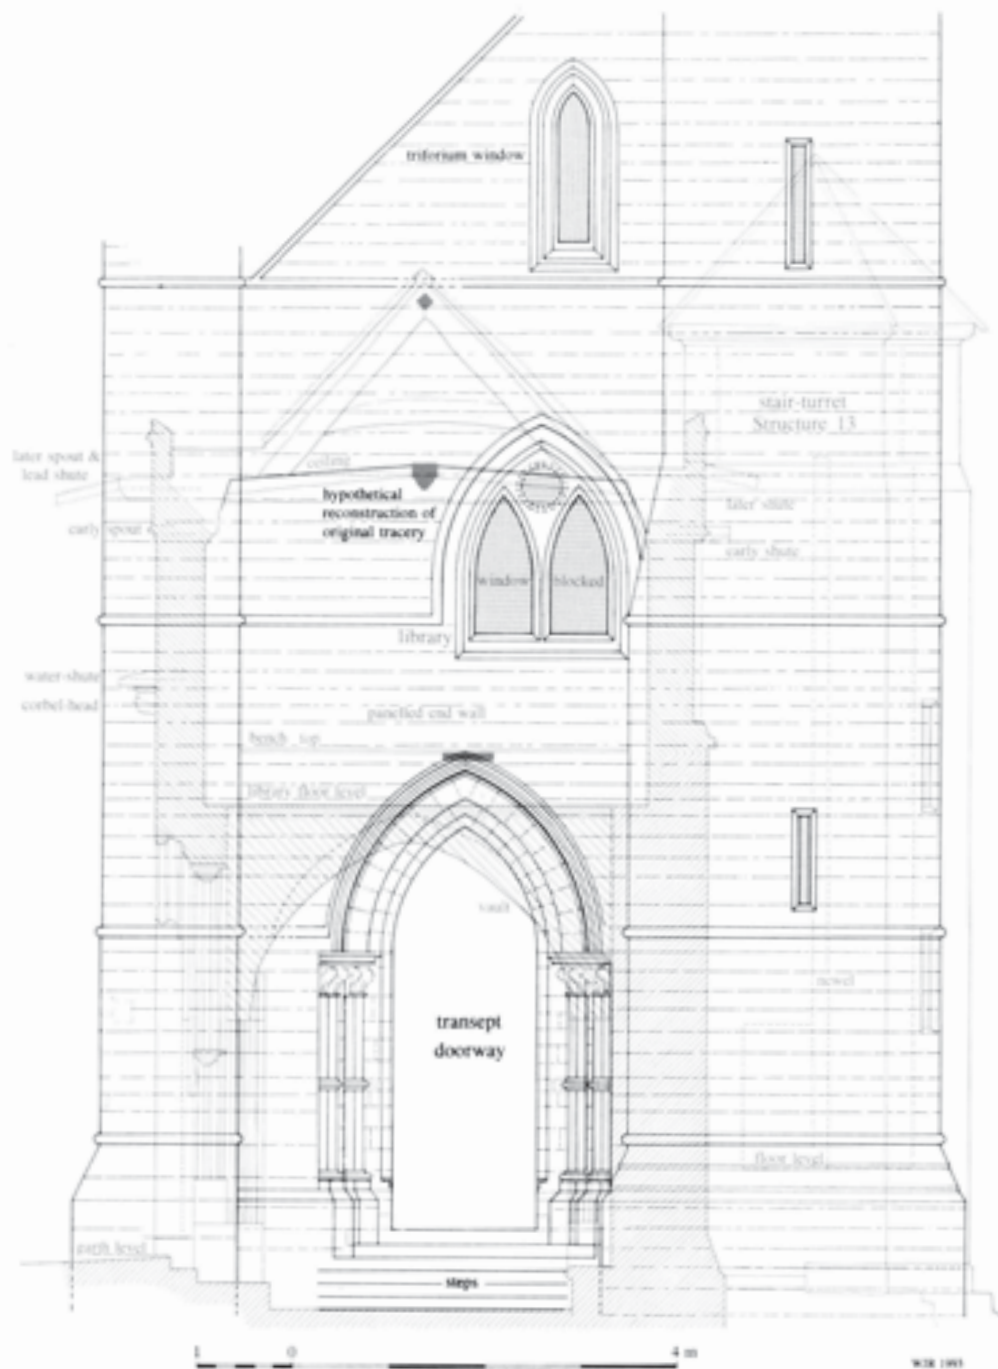 triforium window
stair-turret
Structure 13
later spout &
lead shute
ceiling
hypothetical
reconstruction of
original tracery
early spout
later shute
early shute
window
blocked
library
water-shute
corbel-head
panelled end wall
bench top
library floor level
vault
newel
transept
doorway
floor level
earth level
steps
1 0 4 m